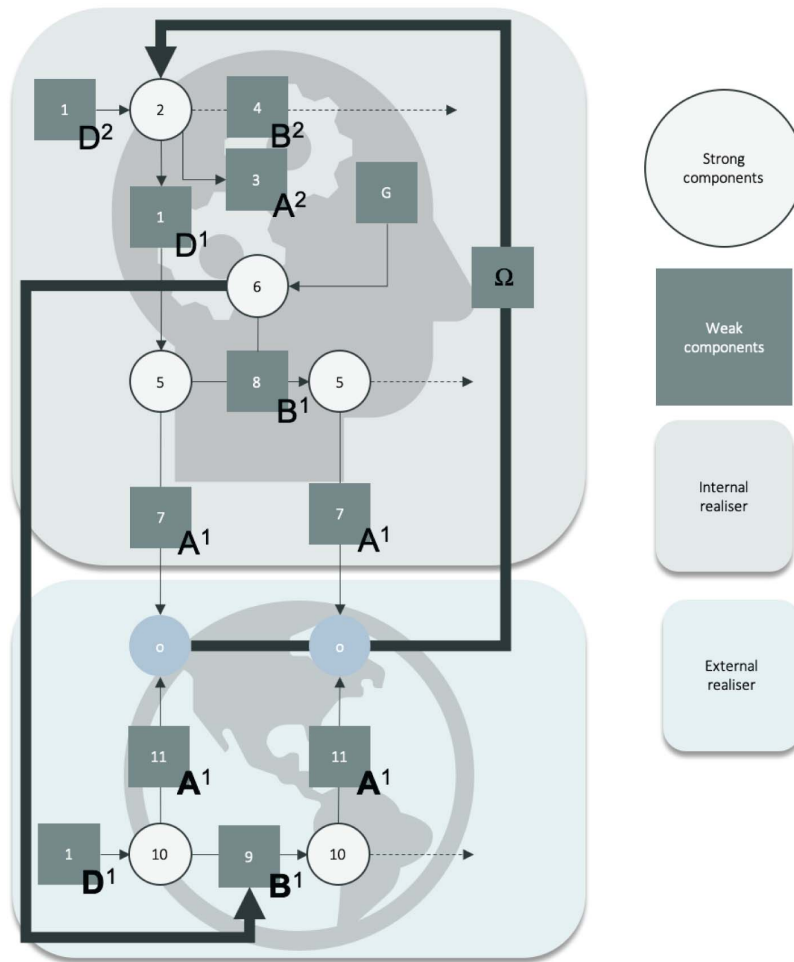 1
D²
2
4
B²
3
A²
1
D¹
G
6
Ω
5
8
B¹
5
7
A¹
7
A¹
o
o
11
A¹
11
A¹
1
D¹
10
9
B¹
10
Strong
components
Weak
components
Internal
realiser
External
realiser